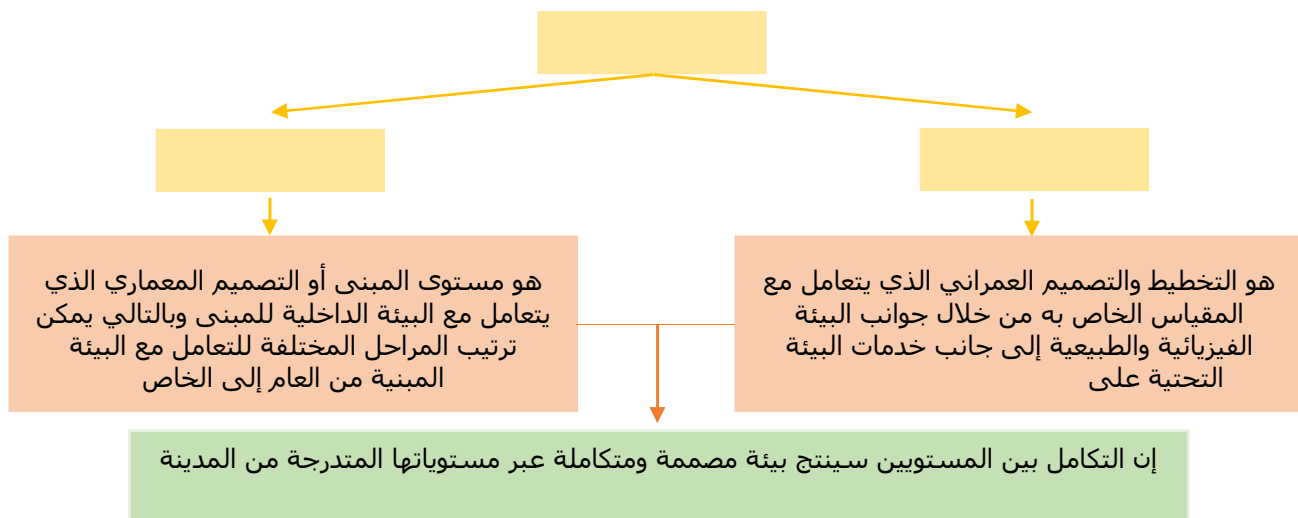 هو التخطيط والتصميم العمراني الذي يتعامل مع
المقياس الخاص به من خلال جوانب البيئة
الفيزيائية والطبيعية إلى جانب خدمات البيئة
التحتية على
هو مستوى المبنى أو التصميم المعماري الذي
يتعامل مع البيئة الداخلية للمبنى وبالتالي يمكن
ترتيب المراحل المختلفة للتعامل مع البيئة
المبنية من العام إلى الخاص
إن التكامل بين المستويين سينتج بيئة مصممة ومتكاملة عبر مستوياتها المتدرجة من المدينة